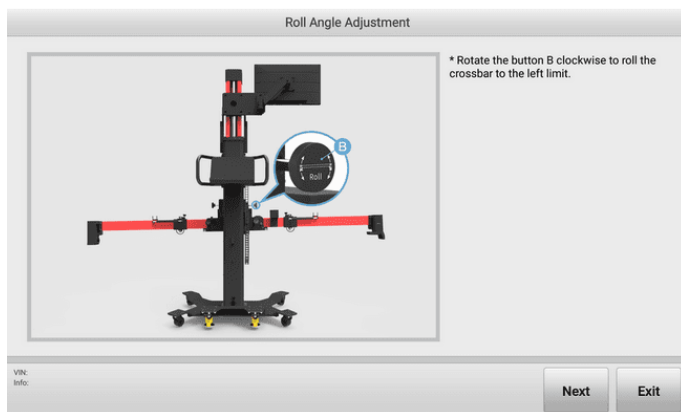 Roll Angle Adjustment
* Rotate the button B clockwise to roll the
crossbar to the left limit.
B
Roll
VIN:
Info:
Next
Exit